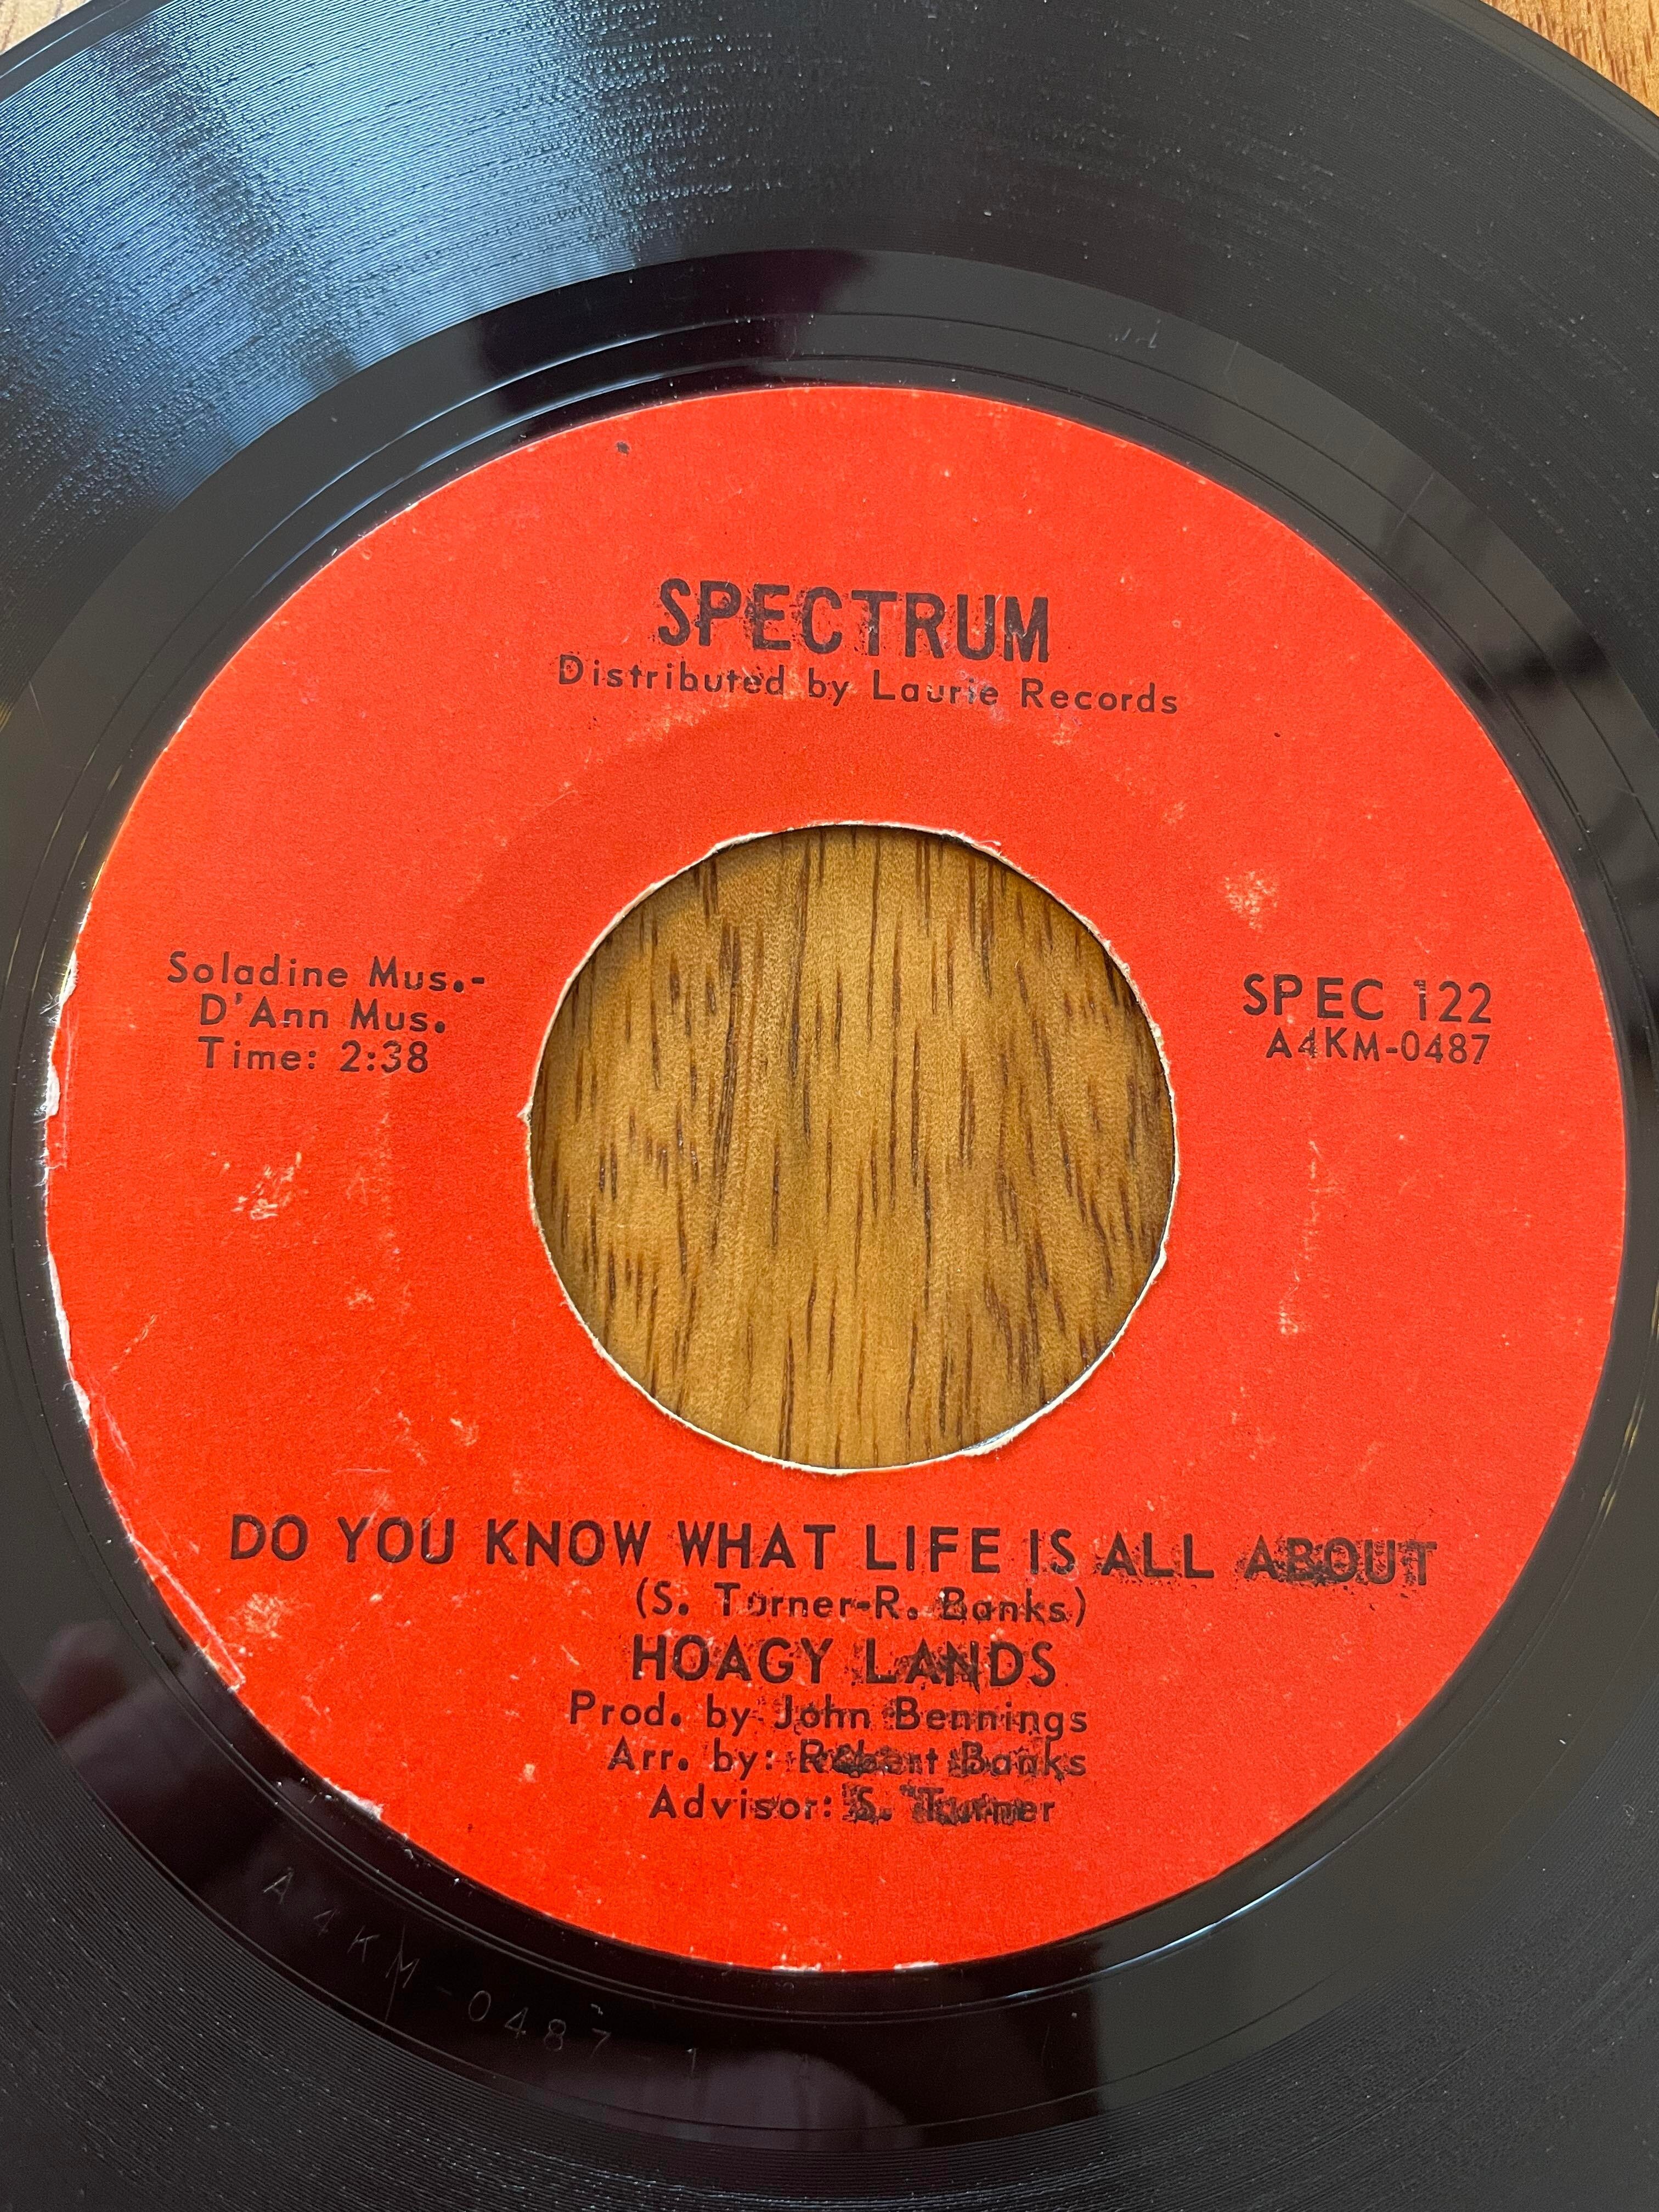 SPECTRUM
Distributed by Laurie Records
Soladine Mus.-
D'Ann Mus.
Time: 2:38
SPEC 122
A4KM-0487
DO YOU KNOW WHAT LIFE IS ALL ABOUT
(S. Turner-R. Banks)
HOAGY LANDS
Prod. by John Bennings
Arr. by: Robert Banks
Advisor: S. Turner
A4KM-0487-1